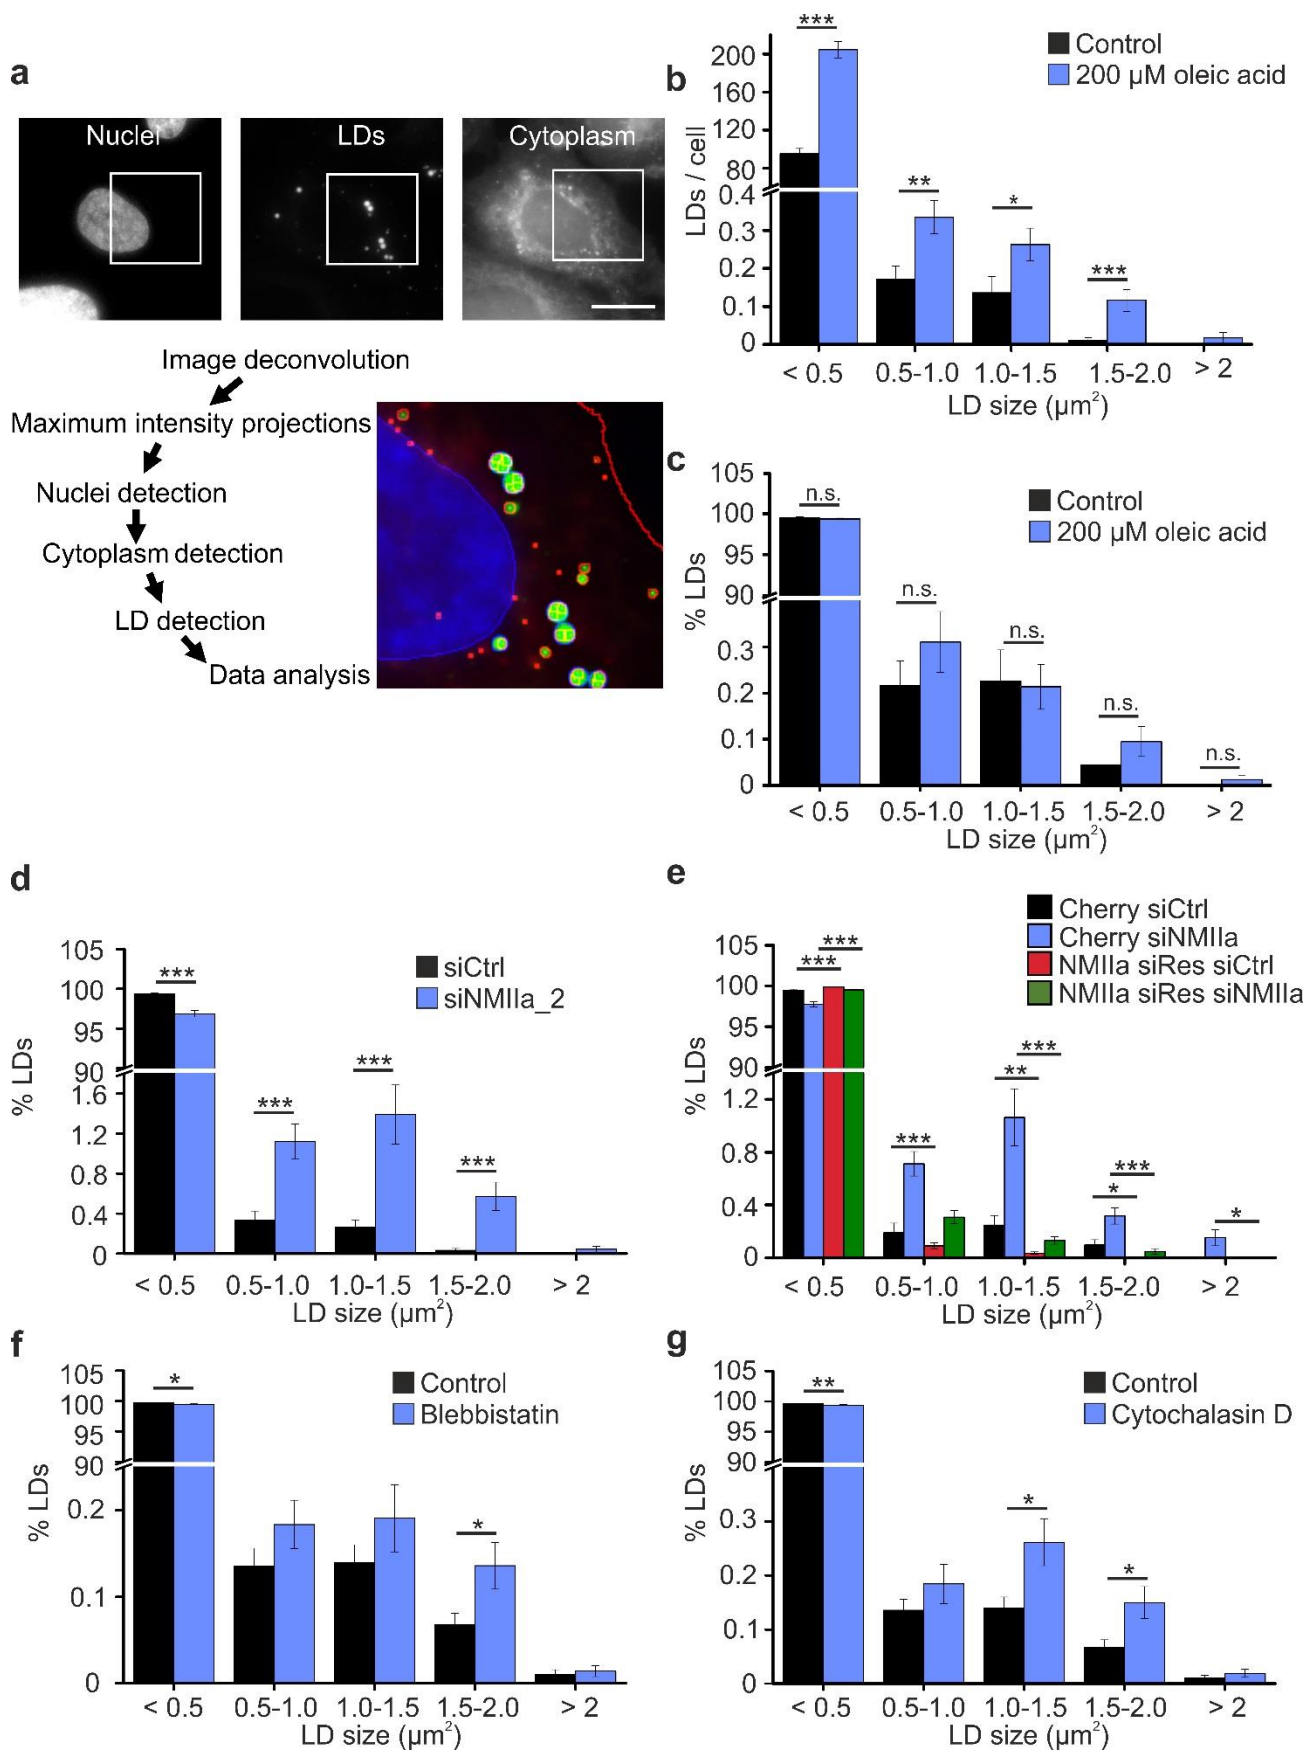 a
Nuclei
LDs
Cytoplasm
Image deconvolution
Maximum intensity projections
Nuclei detection
Cytoplasm detection
LD detection
Data analysis
b
Control
200 µM oleic acid
***
**
*
***
LDs / cell
200
160
120
80
0.4
0.3
0.2
0.1
0
< 0.5
0.5-1.0
1.0-1.5
1.5-2.0
> 2
LD size (µm²)
c
Control
200 µM oleic acid
n.s.
n.s.
n.s.
n.s.
n.s.
% LDs
105
100
95
90
0.3
0.2
0.1
0
< 0.5
0.5-1.0
1.0-1.5
1.5-2.0
> 2
LD size (µm²)
d
siCtrl
siNMIIa_2
***
***
***
***
% LDs
105
100
95
90
1.6
1.2
0.8
0.4
0
< 0.5
0.5-1.0
1.0-1.5
1.5-2.0
> 2
LD size (µm²)
e
Cherry siCtrl
Cherry siNMIIa
NMIIa siRes siCtrl
NMIIa siRes siNMIIa
***
***
***
***
**
***
*
*
% LDs
105
100
95
90
1.2
0.8
0.4
0
< 0.5
0.5-1.0
1.0-1.5
1.5-2.0
> 2
LD size (µm²)
f
Control
Blebbistatin
*
*
% LDs
105
100
95
90
0.2
0.1
0
< 0.5
0.5-1.0
1.0-1.5
1.5-2.0
> 2
LD size (µm²)
g
Control
Cytochalasin D
**
*
*
% LDs
105
100
95
90
0.3
0.2
0.1
0
< 0.5
0.5-1.0
1.0-1.5
1.5-2.0
> 2
LD size (µm²)